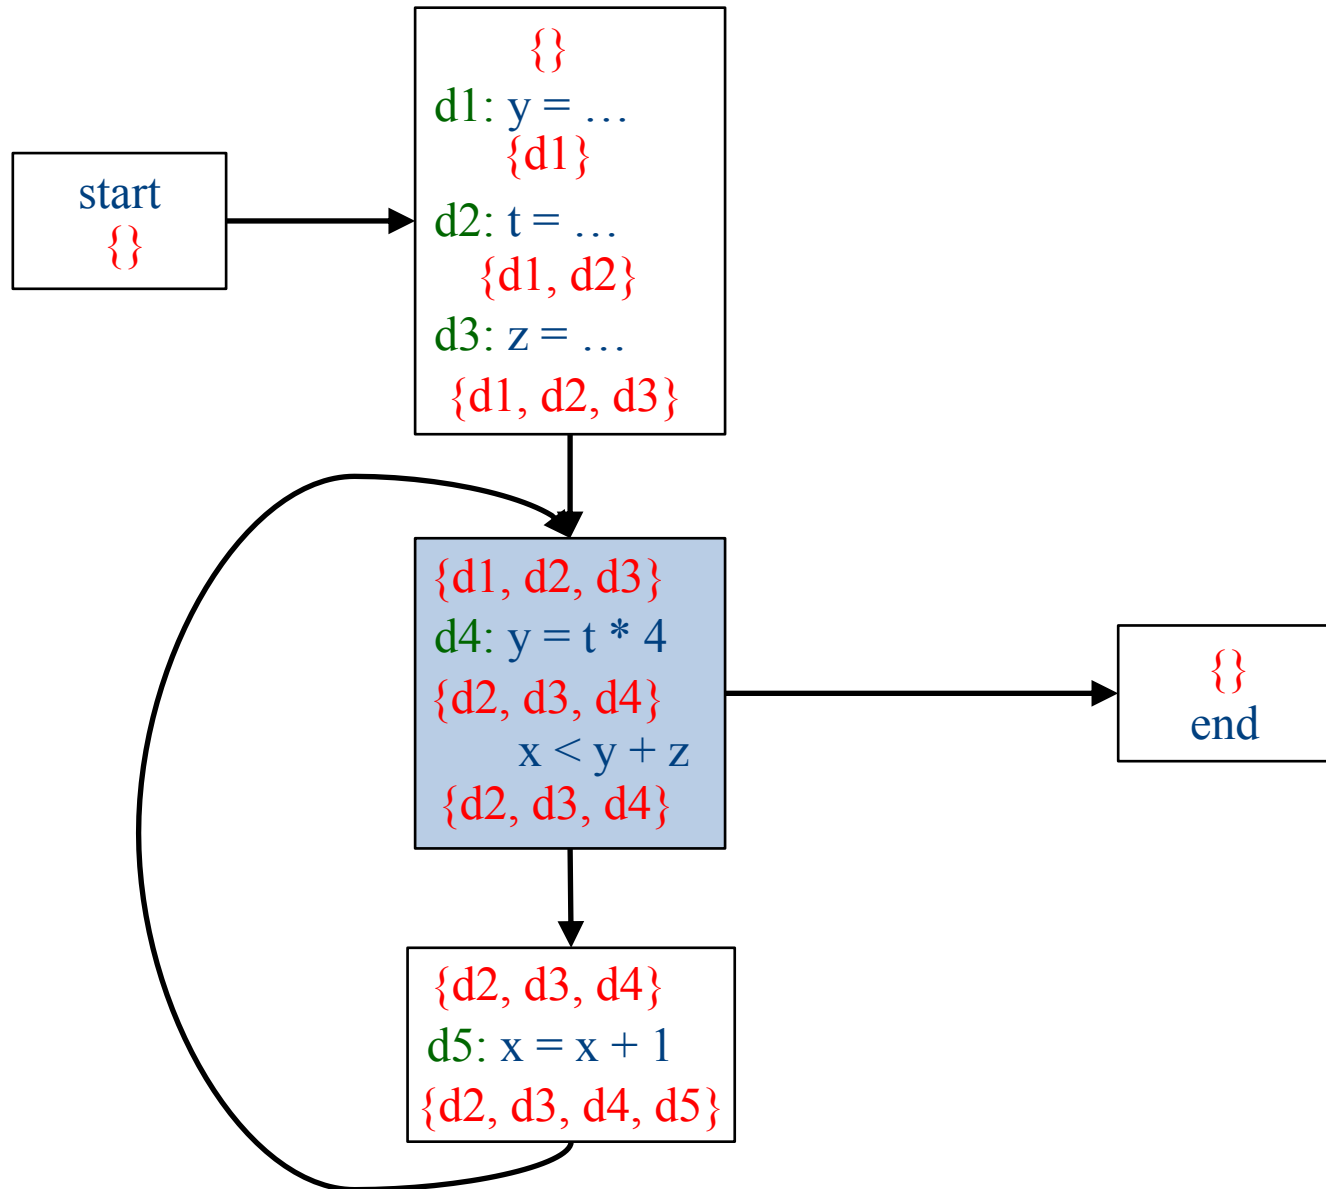 start
{}
{}
d1: y = …
{d1}
d2: t = …
{d1, d2}
d3: z = …
{d1, d2, d3}
{d1, d2, d3}
d4: y = t * 4
{d2, d3, d4}
x < y + z
{d2, d3, d4}
{}
end
{d2, d3, d4}
d5: x = x + 1
{d2, d3, d4, d5}